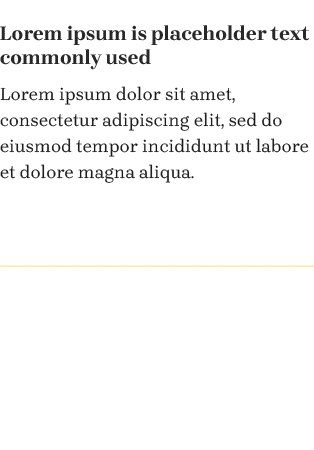 Lorem ipsum is placeholder text
commonly used
Lorem ipsum dolor sit amet,
consectetur adipiscing elit, sed do
eiusmod tempor incididunt ut labore
et dolore magna aliqua.